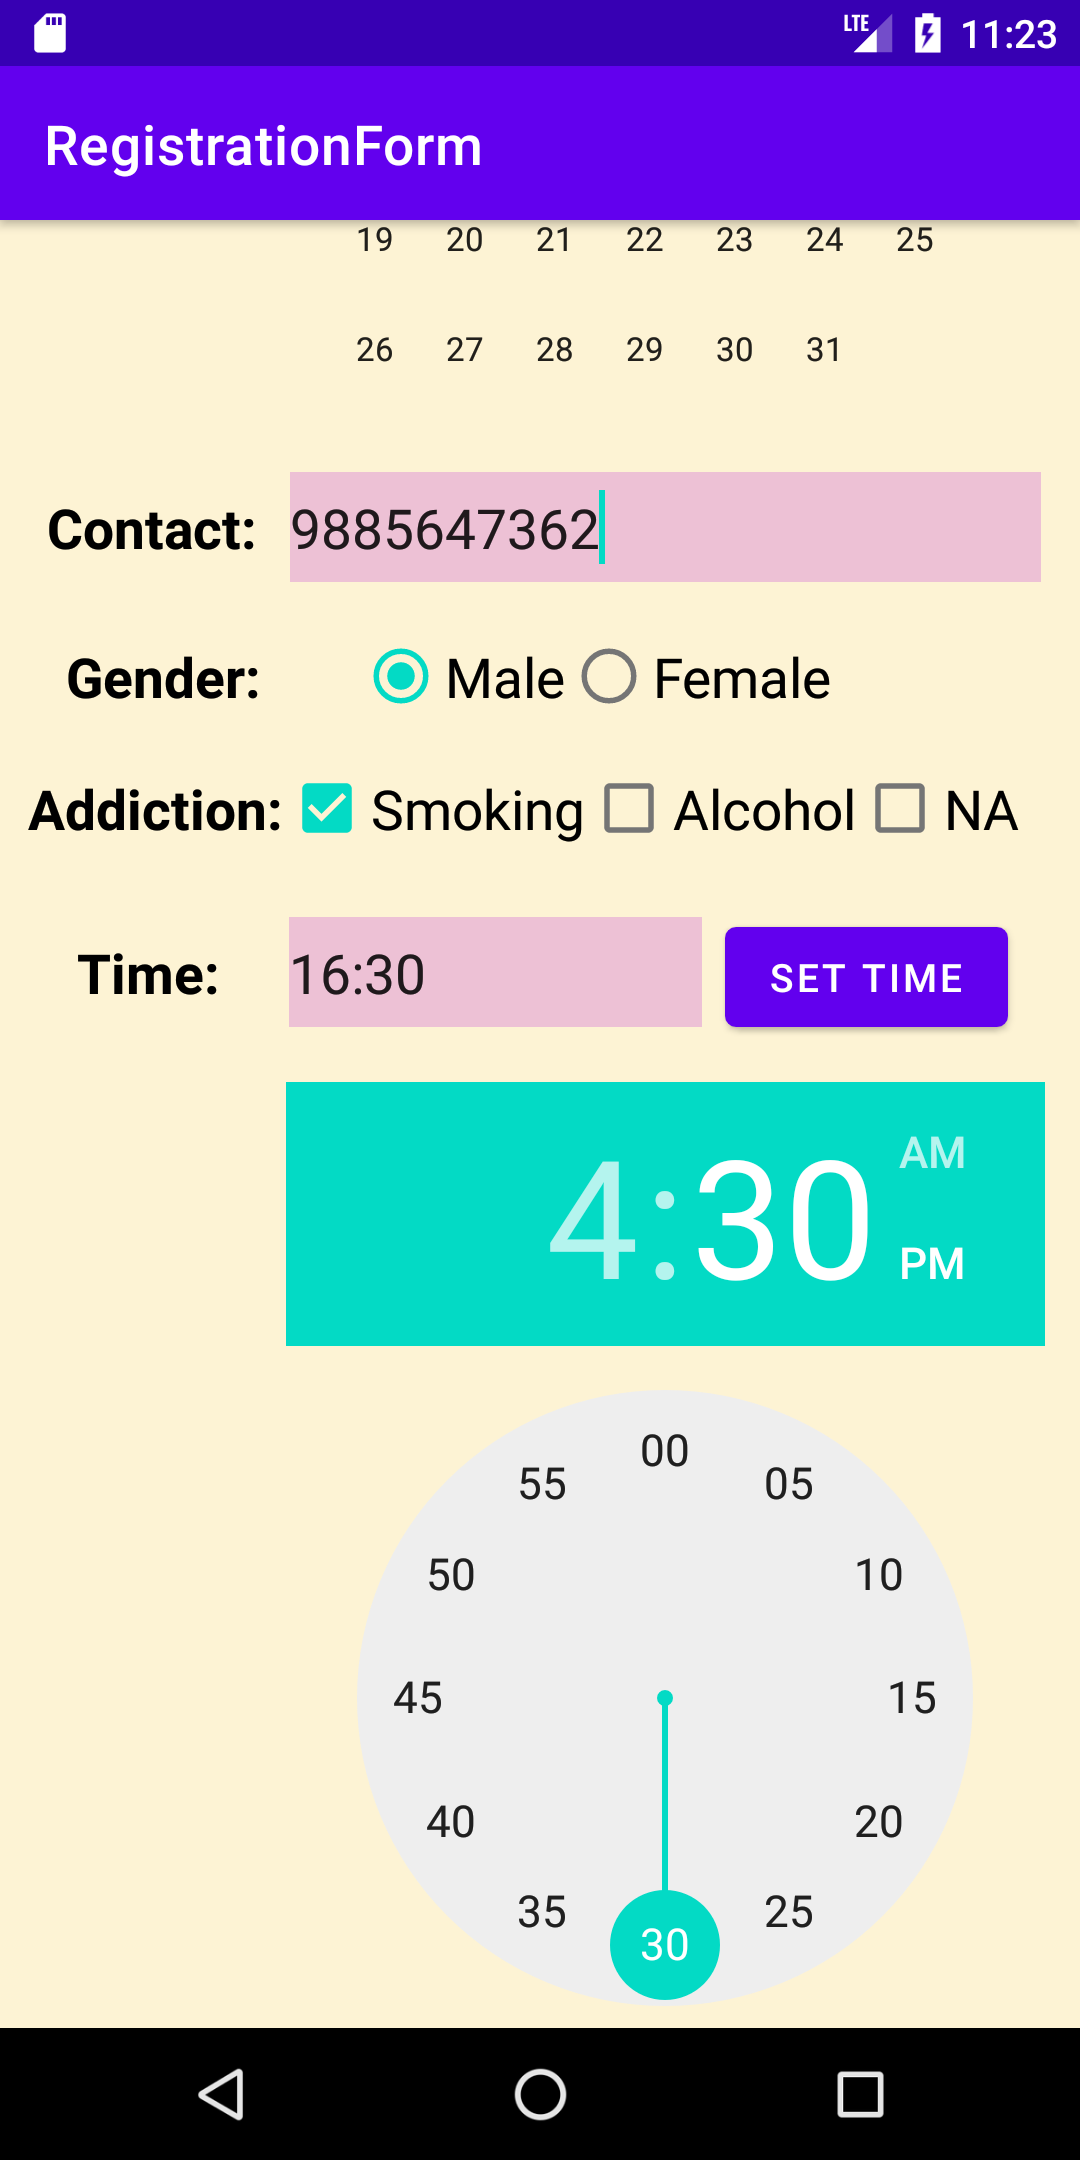 LTE 11:23
RegistrationForm
19 20 21 22 23 24 25
26 27 28 29 30 31
Contact: 9885647362
Gender: Male Female
Addiction: Smoking Alcohol NA
Time: 16:30 SET TIME
AM
4:30
PM
00
55 05
50 10
45 15
40 20
35 25
30